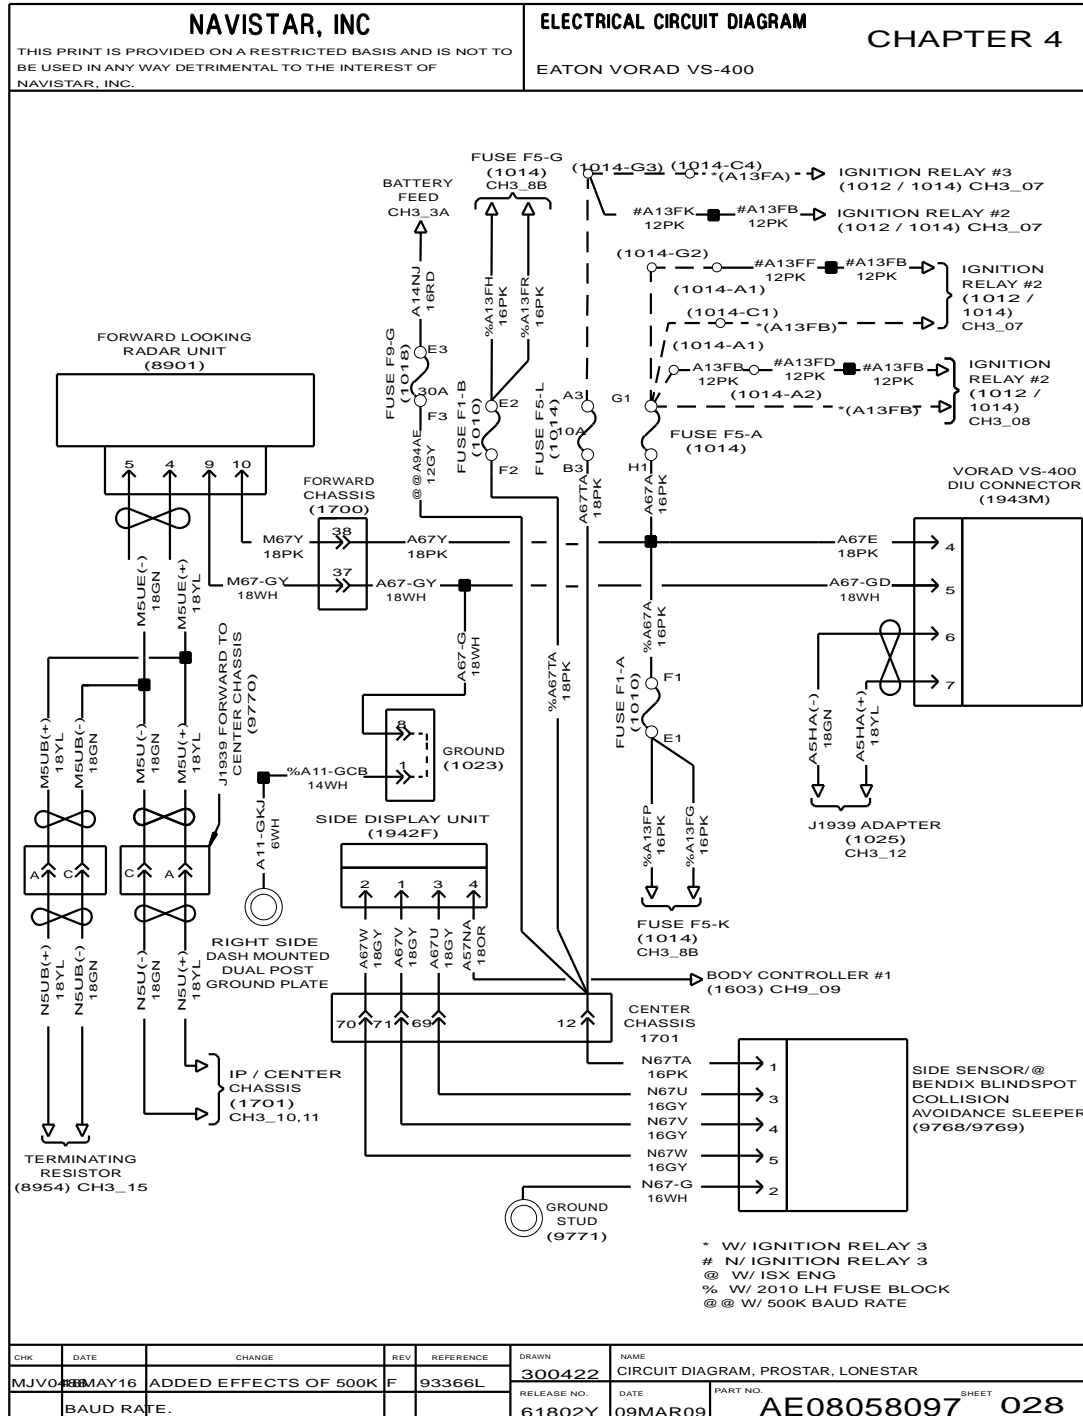 NAVISTAR, INC
THIS PRINT IS PROVIDED ON A RESTRICTED BASIS AND IS NOT TO
BE USED IN ANY WAY DETRIMENTAL TO THE INTEREST OF
NAVISTAR, INC.
ELECTRICAL CIRCUIT DIAGRAM
EATON VORAD VS-400
CHAPTER 4
FUSE F5-G
(1014)
CH3_8B
BATTERY
FEED
CH3_3A
(1014-G3)
(1014-C4)
*(A13FA)
IGNITION RELAY #3
(1012 / 1014) CH3_07
#A13FK
12PK
#A13FB
12PK
IGNITION RELAY #2
(1012 / 1014) CH3_07
(1014-G2)
#A13FF
12PK
#A13FB
12PK
(1014-A1)
IGNITION
RELAY #2
(1012 /
1014)
CH3_07
(1014-C1)
*(A13FB)
(1014-A1)
A13FB
12PK
#A13FD
12PK
#A13FB
12PK
(1014-A2)
*(A13FB)
IGNITION
RELAY #2
(1012 /
1014)
CH3_08
A14NJ
16RD
%A13FH
16PK
%A13FR
16PK
FUSE F9-G
(1018)
E3
30A
F3
FUSE F1-B
(1010)
E2
F2
FUSE F5-L
(1014)
A3
10A
B3
G1
FUSE F5-A
(1014)
H1
@@A94AE
12GY
A67TA
18PK
A67A
16PK
FORWARD LOOKING
RADAR UNIT
(8901)
5
4
9
10
FORWARD
CHASSIS
(1700)
38
37
M67Y
18PK
A67Y
18PK
M67-GY
18WH
A67-GY
18WH
VORAD VS-400
DIU CONNECTOR
(1943M)
A67E
18PK
4
A67-GD
18WH
5
6
7
M5UE(-)
18GN
M5UE(+)
18YL
J1939 FORWARD TO
CENTER CHASSIS
(9770)
A67-G
18WH
%A67TA
18PK
%A67A
16PK
FUSE F1-A
(1010)
F1
E1
A5HA(-)
18GN
A5HA(+)
18YL
J1939 ADAPTER
(1025)
CH3_12
M5UB(+)
18YL
M5UB(-)
18GN
M5U(-)
18GN
M5U(+)
18YL
8
1
GROUND
(1023)
%A11-GCB
14WH
A11-GKJ
6WH
SIDE DISPLAY UNIT
(1942F)
2
1
3
4
%A13FP
16PK
%A13FG
16PK
FUSE F5-K
(1014)
CH3_8B
A
C
C
A
RIGHT SIDE
DASH MOUNTED
DUAL POST
GROUND PLATE
A67W
18GY
A67V
18GY
A67U
18GY
A57NA
18OR
BODY CONTROLLER #1
(1603) CH9_09
N5UB(+)
18YL
N5UB(-)
18GN
N5U(-)
18GN
N5U(+)
18YL
70
71
69
12
CENTER
CHASSIS
1701
IP / CENTER
CHASSIS
(1701)
CH3_10,11
TERMINATING
RESISTOR
(8954) CH3_15
N67TA
16PK
1
N67U
16GY
3
N67V
16GY
4
N67W
16GY
5
N67-G
16WH
2
SIDE SENSOR/@
BENDIX BLINDSPOT
COLLISION
AVOIDANCE SLEEPER
(9768/9769)
GROUND
STUD
(9771)
* W/ IGNITION RELAY 3
# N/ IGNITION RELAY 3
@ W/ ISX ENG
% W/ 2010 LH FUSE BLOCK
@@ W/ 500K BAUD RATE
CHK
DATE
CHANGE
REV
REFERENCE
DRAWN
300422
NAME
CIRCUIT DIAGRAM, PROSTAR, LONESTAR
ADDED EFFECTS OF 500K
F
93366L
BAUD RATE.
RELEASE NO.
61802Y
DATE
09MAR09
PART NO.
AE08058097
SHEET
028